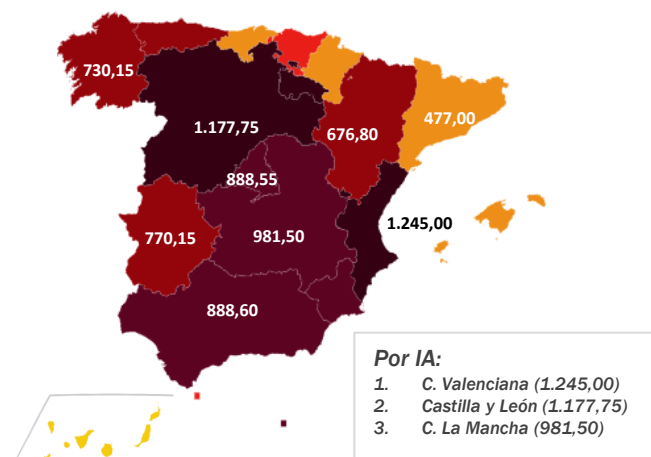 730,15
1.177,75
676,80
477,00
888,55
1.245,00
770,15
981,50
888,60
Por IA:
1. C. Valenciana (1.245,00)
2. Castilla y León (1.177,75)
3. C. La Mancha (981,50)